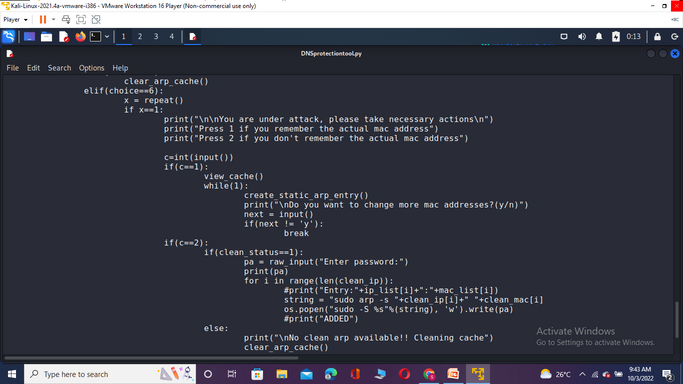 Kali-Linux-2021.4a-vmware-i386 - VMware Workstation 16 Player (Non-commercial use only)
Player
1 2 3 4
0:13
DNSprotectiontool.py
File Edit Search Options Help
clear_arp_cache()
elif(choice==6):
x = repeat()
if x==1:
print("\n\nYou are under attack, please take necessary actions\n")
print("Press 1 if you remember the actual mac address")
print("Press 2 if you don't remember the actual mac address")
c=int(input())
if(c==1):
view_cache()
while(1):
create_static_arp_entry()
print("\nDo you want to change more mac addresses?(y/n)")
next = input()
if(next != 'y'):
break
if(c==2):
if(clean_status==1):
pa = raw_input("Enter password:")
print(pa)
for i in range(len(clean_ip)):
#print("Entry:"+ip_list[i]+":"+mac_list[i])
string = "sudo arp -s "+clean_ip[i]+" "+clean_mac[i]
os.popen("sudo -S %s"%(string), 'w').write(pa)
#print("ADDED")
else:
print("\nNo clean arp available!! Cleaning cache")
clear_arp_cache()
Activate Windows
Go to Settings to activate Windows.
Type here to search
26°C
9:43 AM
10/3/2022
2